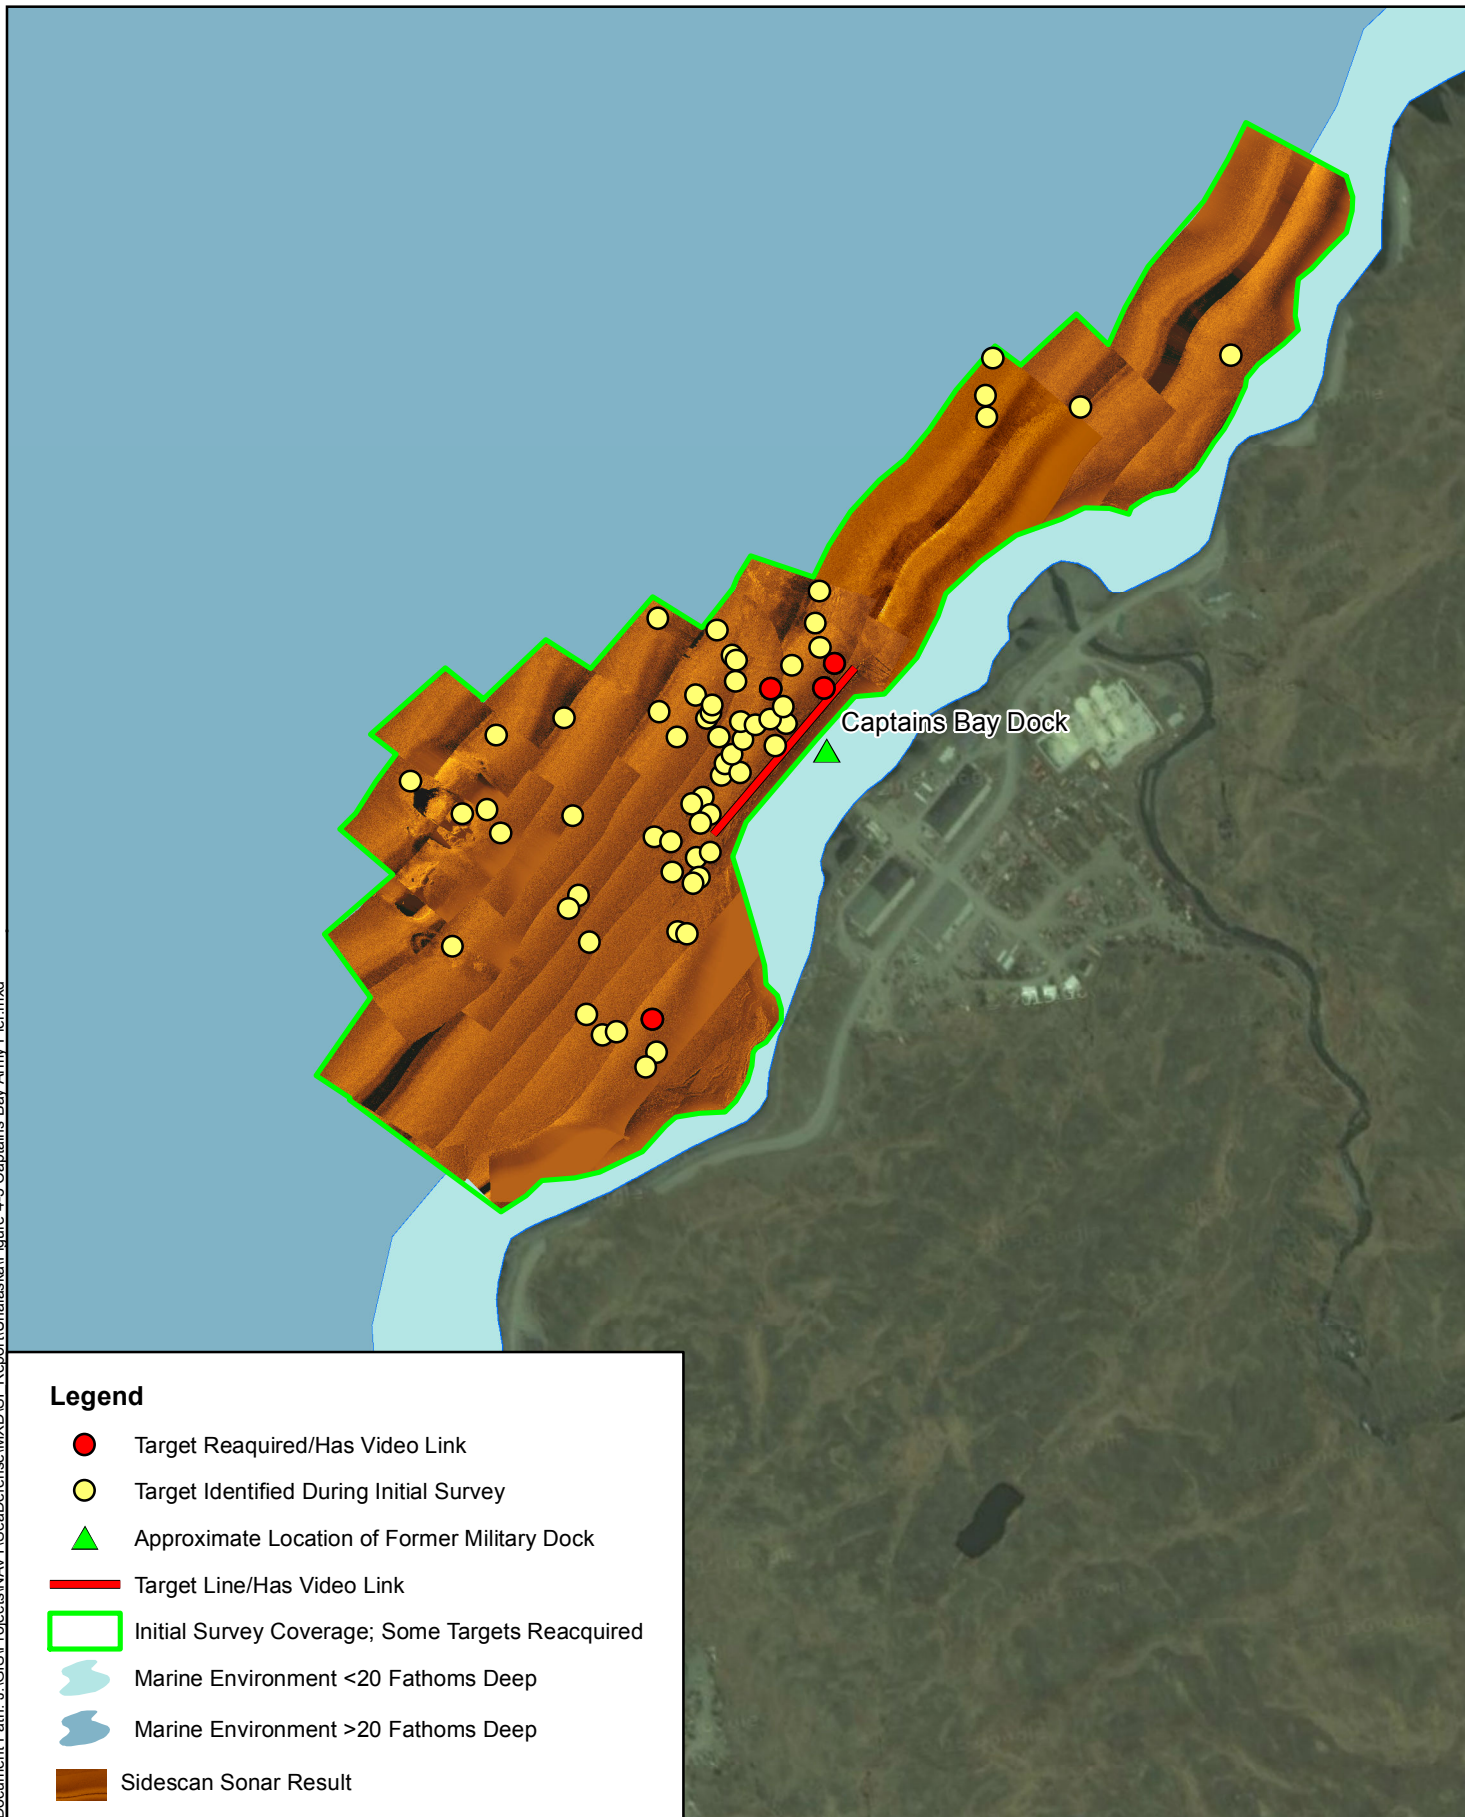 Captains Bay Dock
Legend
Target Reaquired/Has Video Link
Target Identified During Initial Survey
Approximate Location of Former Military Dock
Target Line/Has Video Link
Initial Survey Coverage; Some Targets Reacquired
Marine Environment <20 Fathoms Deep
Marine Environment >20 Fathoms Deep
Sidescan Sonar Result